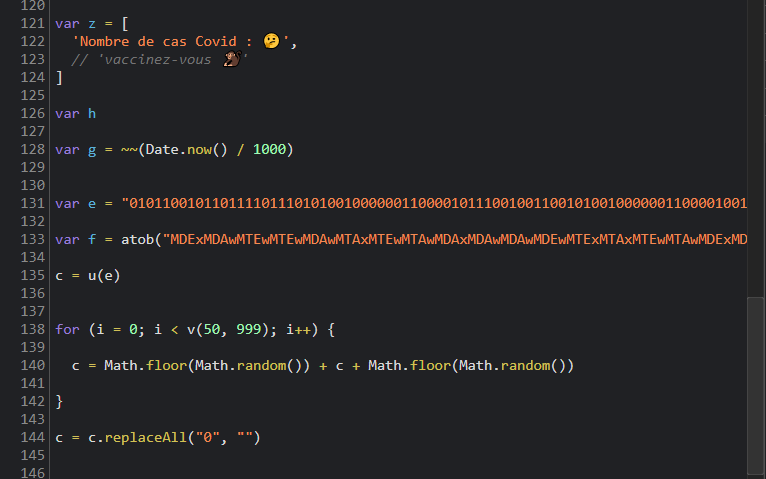 120
121 var z = [
122 'Nombre de cas Covid : 🤔',
123 // 'vaccinez-vous 🐿️'
124 ]
125
126 var h
127
128 var g = ~~(Date.now() / 1000)
129
130
131 var e = "010110010110111101110101001000000110000101110010011001010010000001100001001
132
133 var f = atob("MDExMDAwMTEwMTEwMDAwMTAxMTEwMTAwMDAxMDAwMDAwMDEwMTExMTAxMTEwMTAwMDExMD
134
135 c = u(e)
136
137
138 for (i = 0; i < v(50, 999); i++) {
139
140 c = Math.floor(Math.random()) + c + Math.floor(Math.random())
141
142 }
143
144 c = c.replaceAll("0", "")
145
146